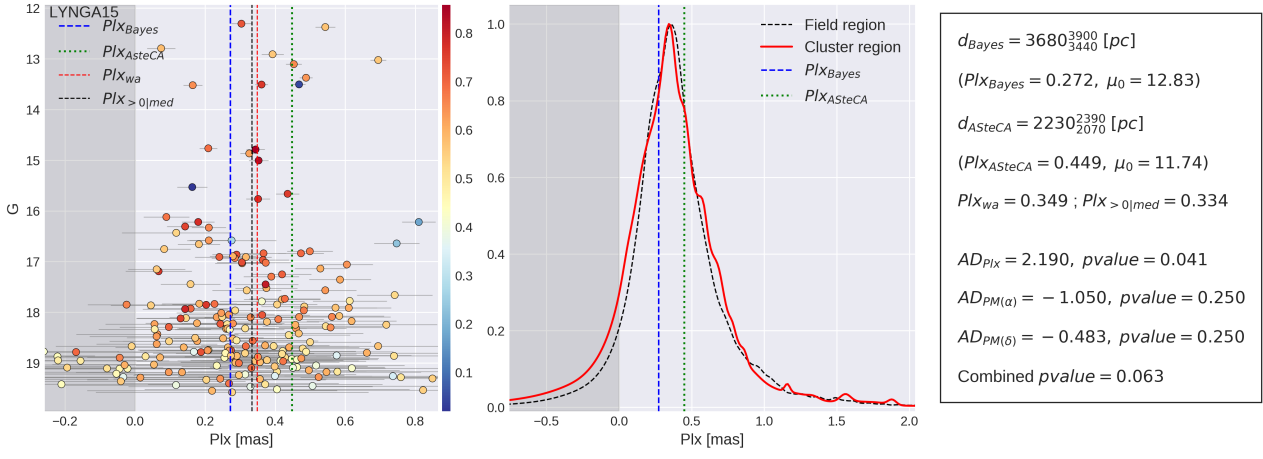 LYNGA15
Plx_Bayes
Plx_AsteCA
Plx_wa
Plx_>0|med
12
13
14
15
16
17
18
19
G
−0.2
0.0
0.2
0.4
0.6
0.8
Plx [mas]
0.8
0.7
0.6
0.5
0.4
0.3
0.2
0.1
Field region
Cluster region
Plx_Bayes
Plx_ASteCA
1.0
0.8
0.6
0.4
0.2
0.0
−0.5
0.0
0.5
1.0
1.5
2.0
Plx [mas]
d_Bayes = 3680^3900_3440 [pc]
(Plx_Bayes = 0.272, μ_0 = 12.83)
d_ASteCA = 2230^2390_2070 [pc]
(Plx_ASteCA = 0.449, μ_0 = 11.74)
Plx_wa = 0.349 ; Plx_>0|med = 0.334
AD_Plx = 2.190, pvalue = 0.041
AD_PM(α) = −1.050, pvalue = 0.250
AD_PM(δ) = −0.483, pvalue = 0.250
Combined pvalue = 0.063